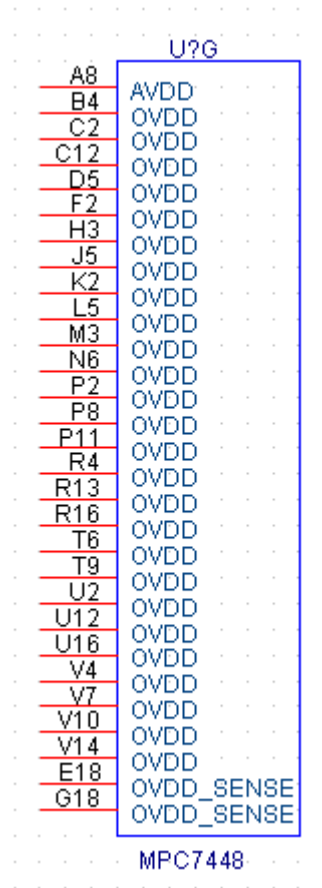 U?G
A8 AVDD
B4 OVDD
C2 OVDD
C12 OVDD
D5 OVDD
F2 OVDD
H3 OVDD
J5 OVDD
K2 OVDD
L5 OVDD
M3 OVDD
N6 OVDD
P2 OVDD
P8 OVDD
P11 OVDD
R4 OVDD
R13 OVDD
R16 OVDD
T6 OVDD
T9 OVDD
U2 OVDD
U12 OVDD
U16 OVDD
V4 OVDD
V7 OVDD
V10 OVDD
V14 OVDD
E18 OVDD_SENSE
G18 OVDD_SENSE
MPC7448